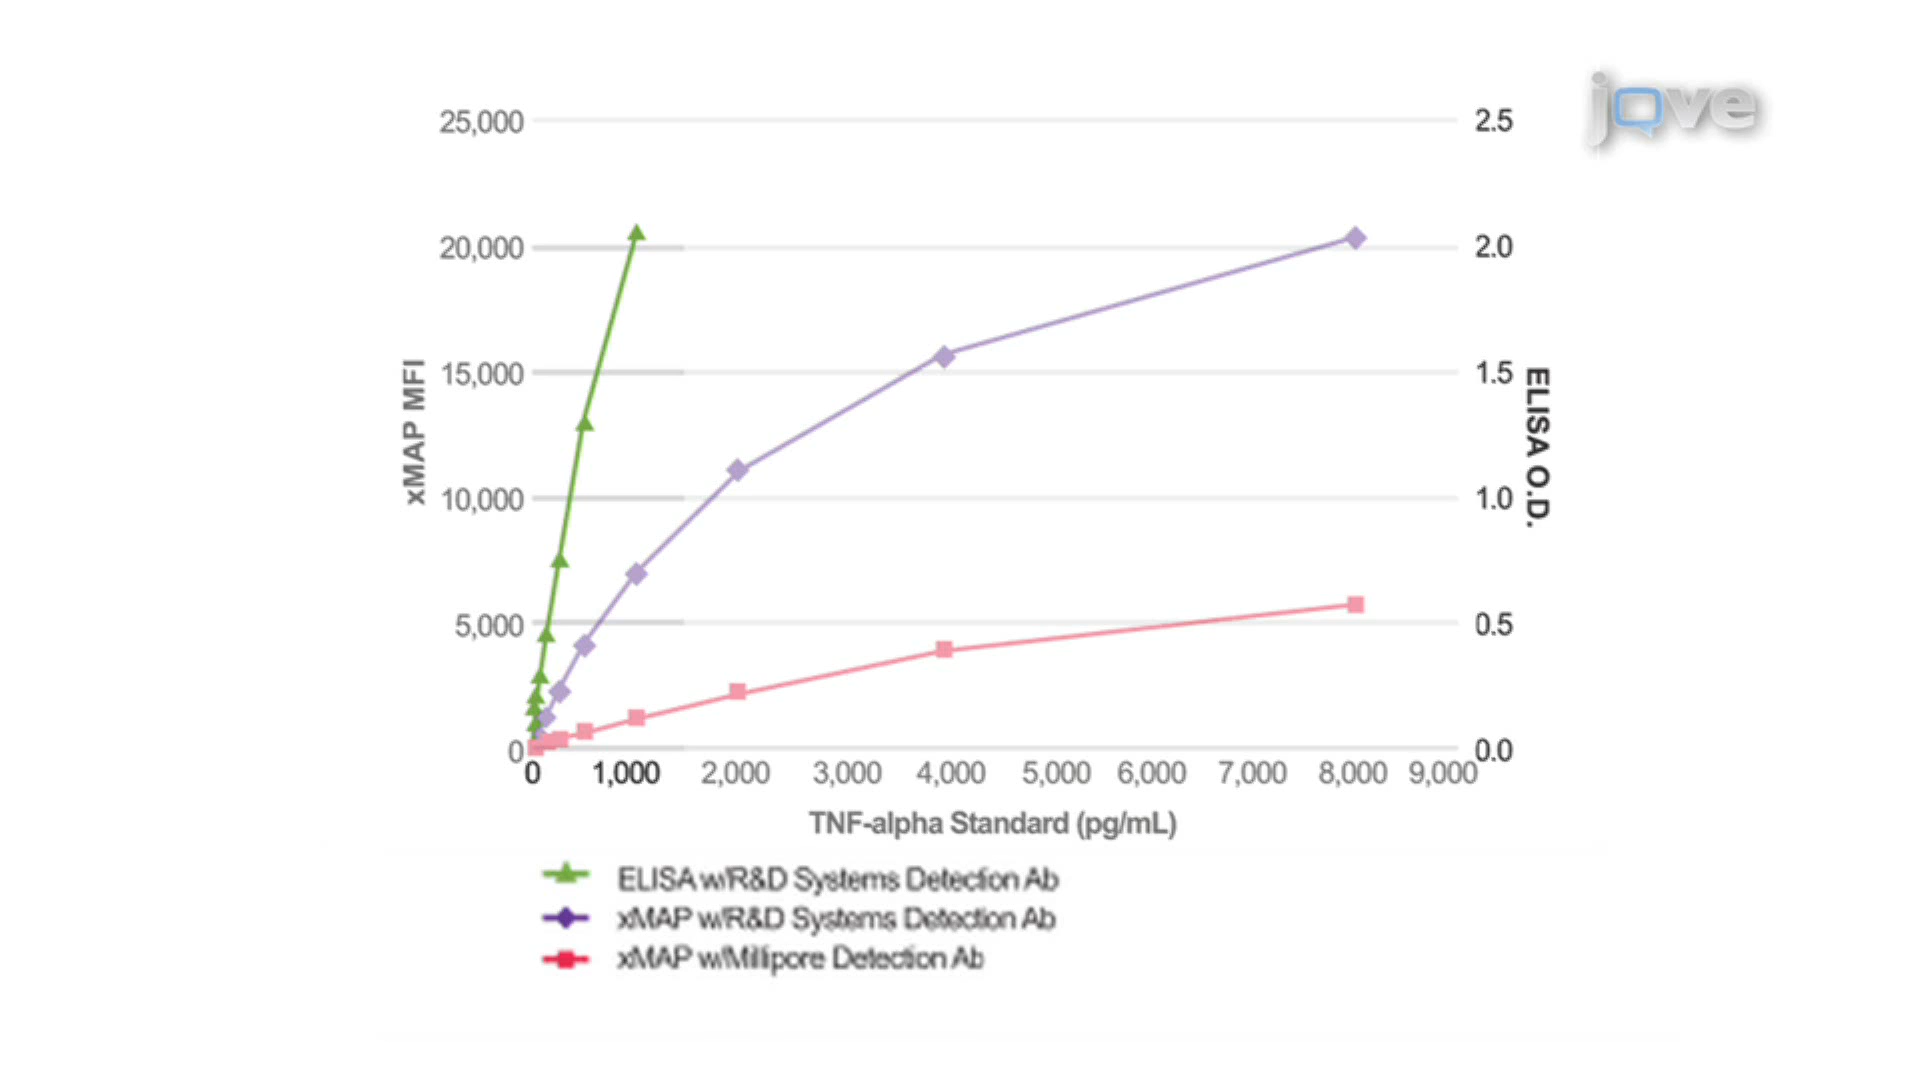 jove
25,000
20,000
15,000
10,000
5,000
0
xMAP MFI
2.5
2.0
1.5
1.0
0.5
0.0
ELISA O.D.
0 1,000 2,000 3,000 4,000 5,000 6,000 7,000 8,000 9,000
TNF-alpha Standard (pg/mL)
ELISA w/R&D Systems Detection Ab
xMAP w/R&D Systems Detection Ab
xMAP w/Millipore Detection Ab